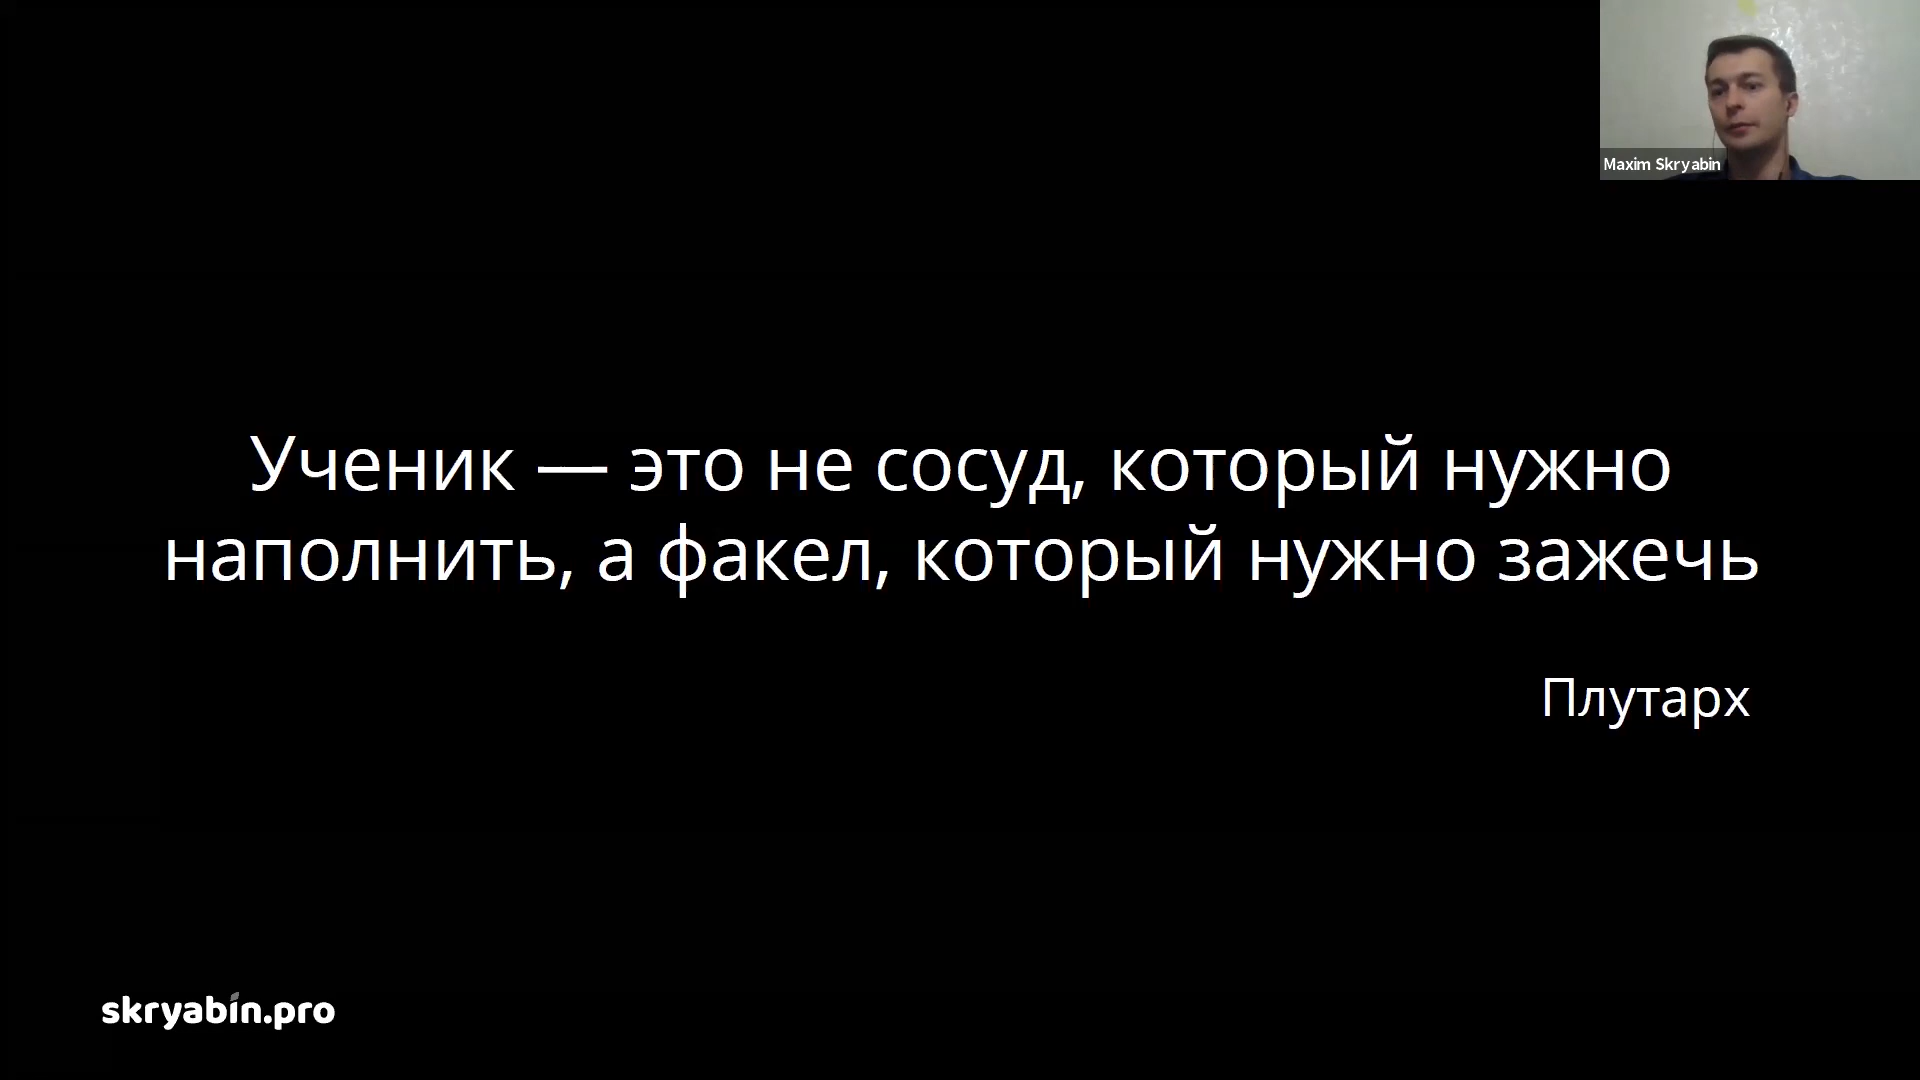 Maxim Skryabin
Ученик — это не сосуд, который нужно
наполнить, а факел, который нужно зажечь
Плутарх
skryabin.pro